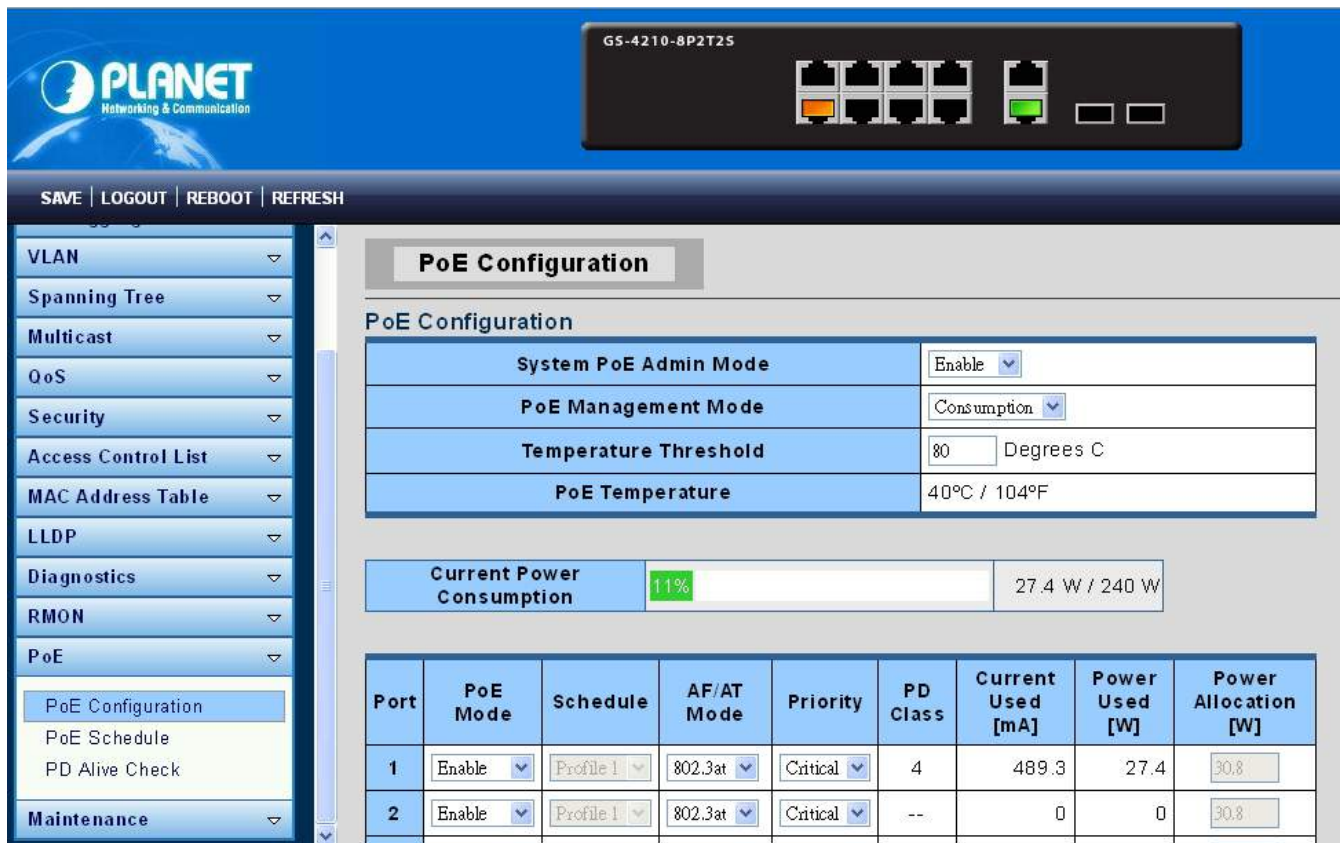 GS-4210-8P2T2S
PLANET
Networking & Communication
SAVE | LOGOUT | REBOOT | REFRESH
VLAN
Spanning Tree
Multicast
QoS
Security
Access Control List
MAC Address Table
LLDP
Diagnostics
RMON
PoE
PoE Configuration
PoE Schedule
PD Alive Check
Maintenance
PoE Configuration
PoE Configuration
System PoE Admin Mode Enable
PoE Management Mode Consumption
Temperature Threshold 80 Degrees C
PoE Temperature 40ºC / 104ºF
Current Power Consumption 11% 27.4 W / 240 W
Port PoE Mode Schedule AF/AT Mode Priority PD Class Current Used [mA] Power Used [W] Power Allocation [W]
1 Enable Profile 1 802.3at Critical 4 489.3 27.4 30.8
2 Enable Profile 1 802.3at Critical -- 0 0 30.8